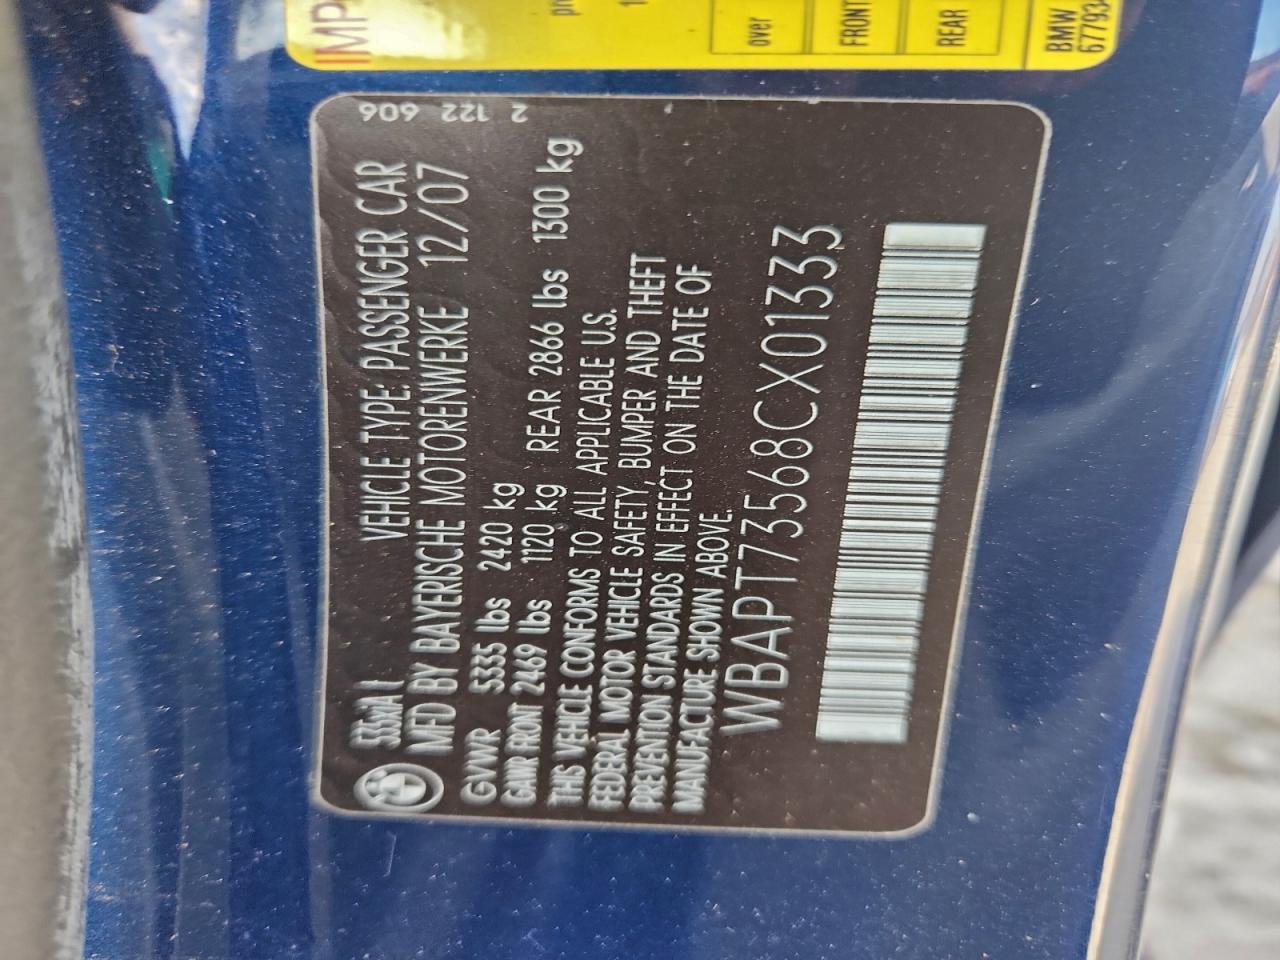 335xiA 1
VEHICLE TYPE: PASSENGER CAR
MFD BY BAYERISCHE MOTORENWERKE 12/07
GVWR 5335 lbs 2420 kg
GAWR FRONT 2469 lbs 1120 kg REAR 2866 lbs 1300 kg
THIS VEHICLE CONFORMS TO ALL APPLICABLE U.S.
FEDERAL MOTOR VEHICLE SAFETY, BUMPER AND THEFT
PREVENTION STANDARDS IN EFFECT ON THE DATE OF
MANUFACTURE SHOWN ABOVE.
WBAPT73568CX01333
2 122 606
over
FRONT
REAR
BMW